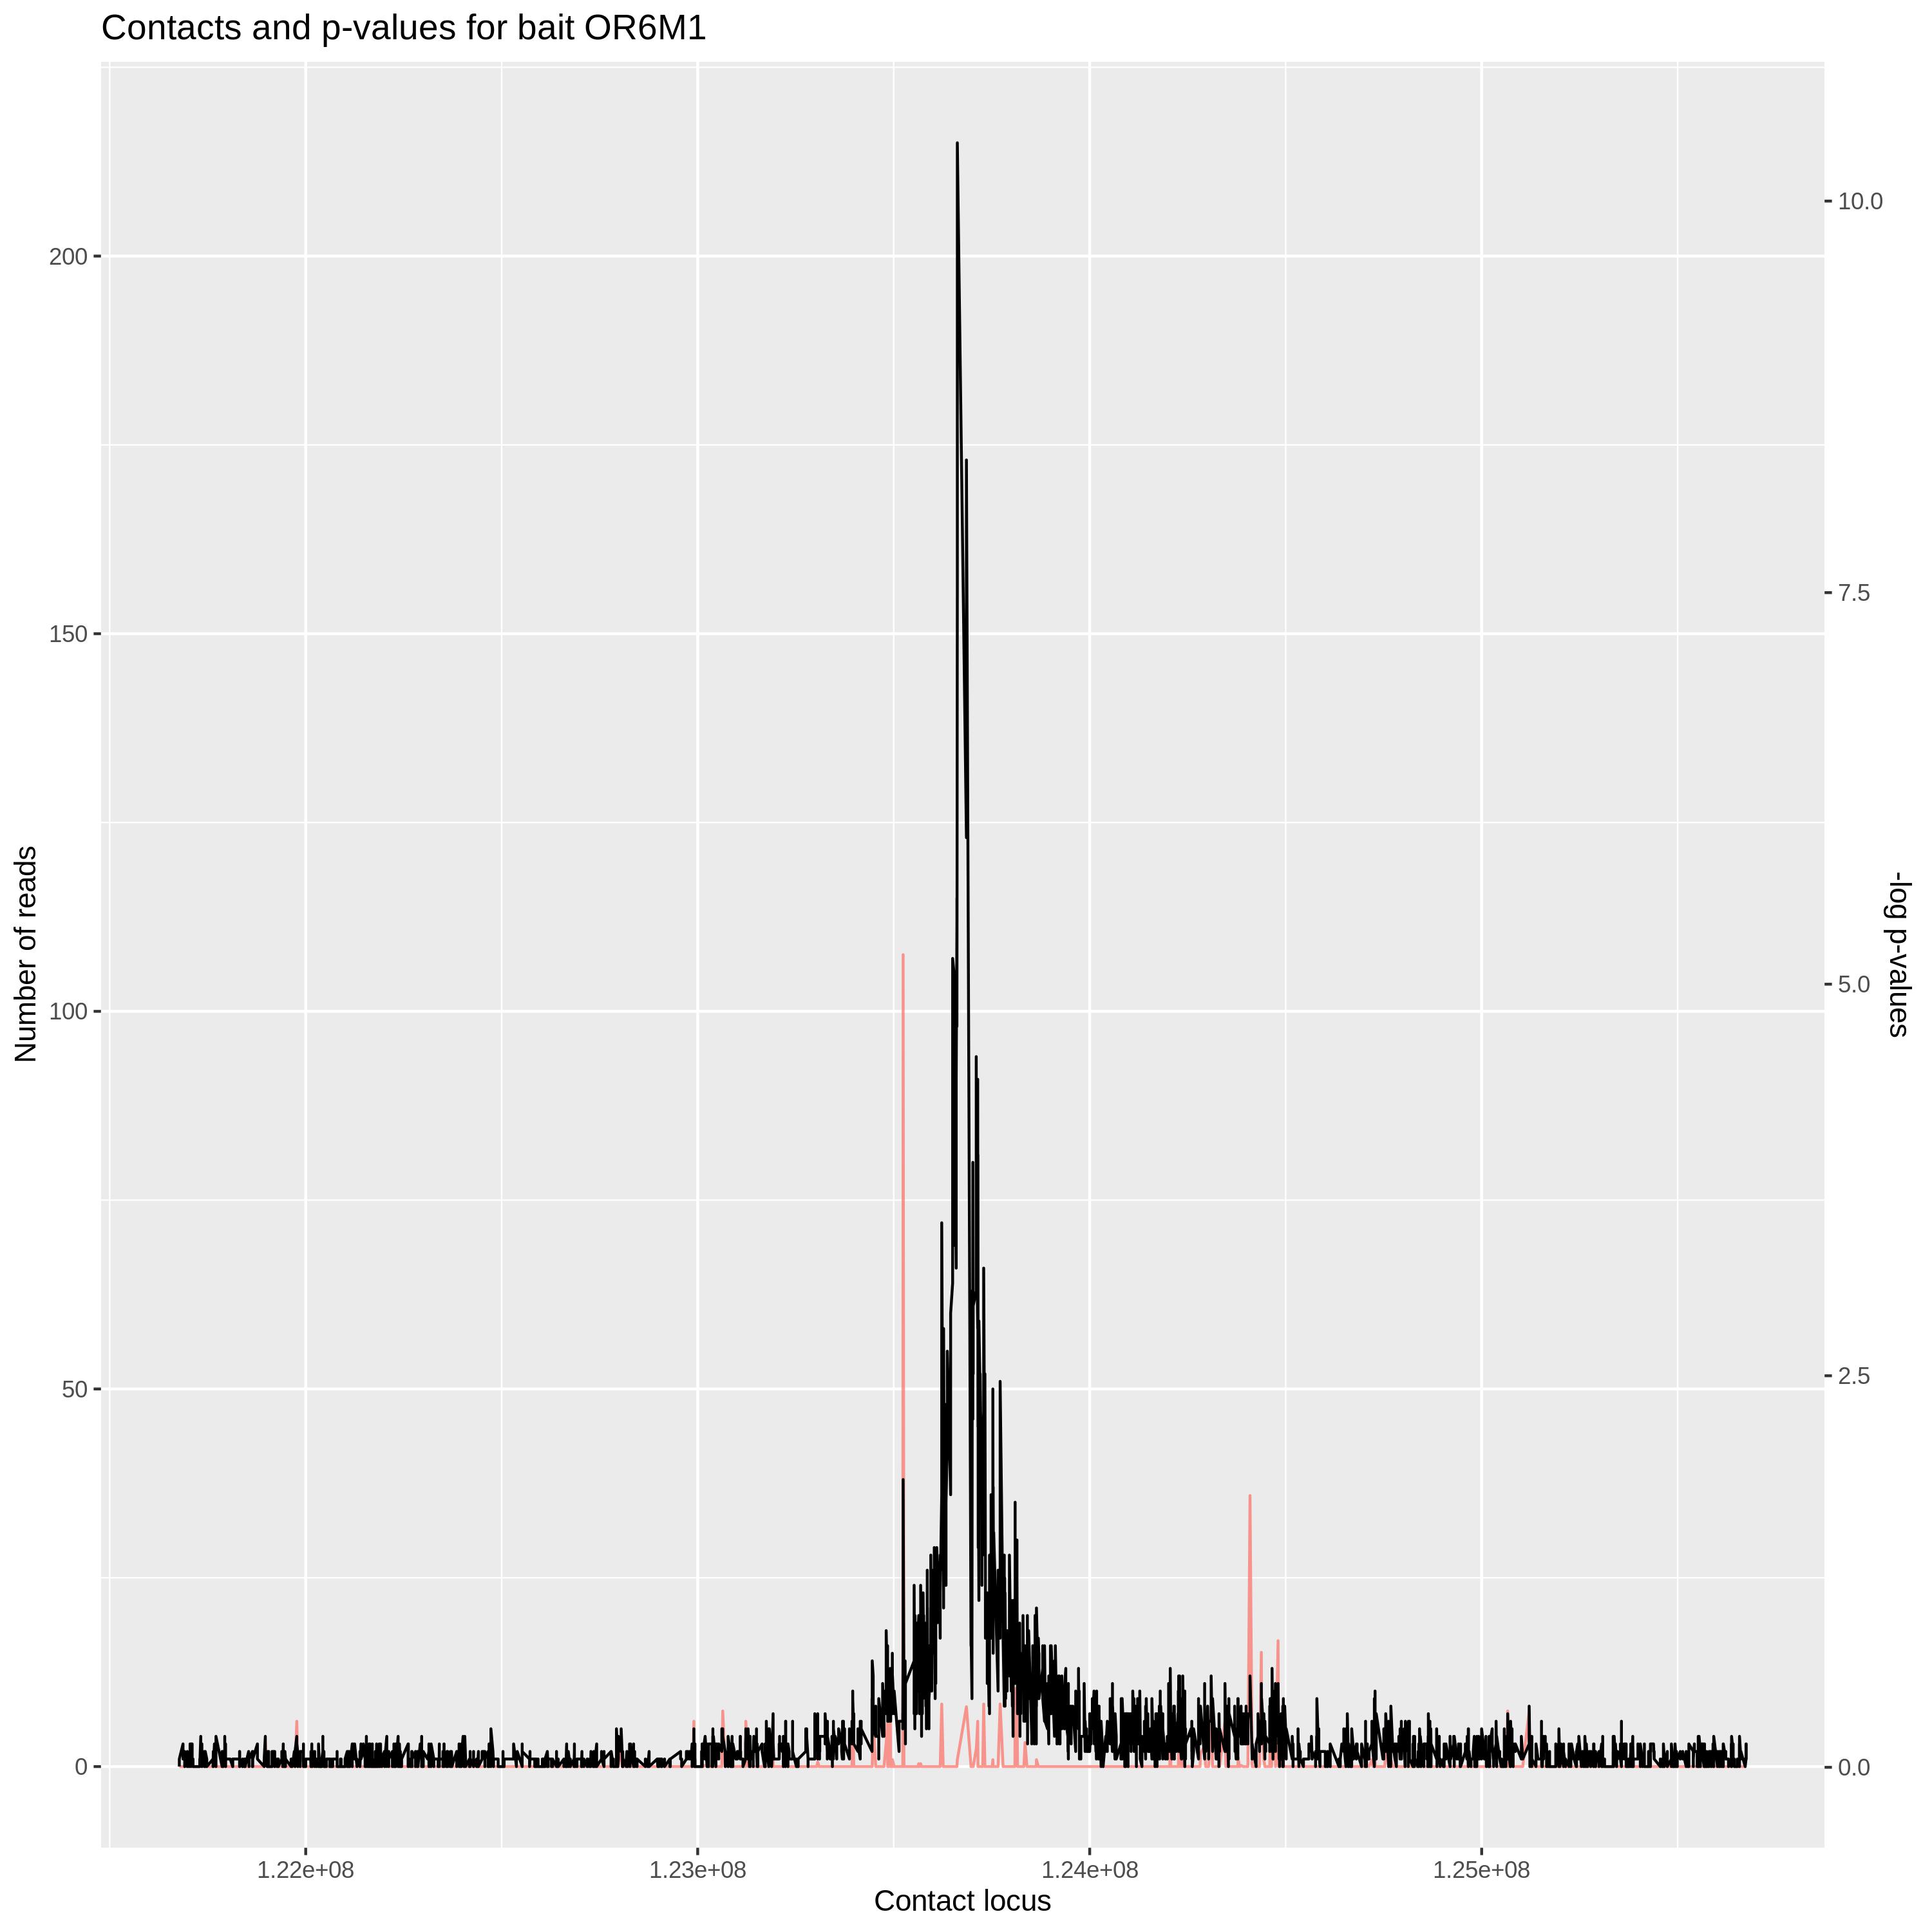 Contacts and p-values for bait OR6M1
200
150
100
50
0
Number of reads
10.0
7.5
5.0
2.5
0.0
-log p-values
1.22e+08
1.23e+08
1.24e+08
1.25e+08
Contact locus